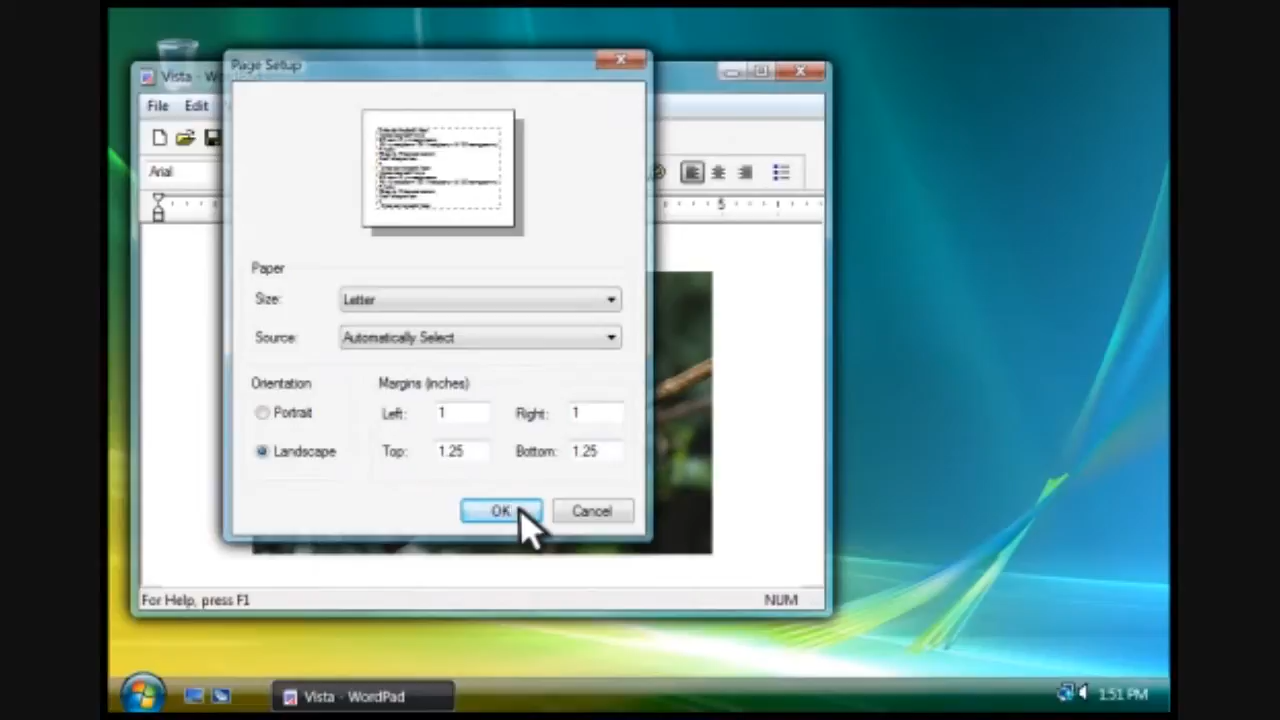 Page Setup
Vista - W
File Edit
Arial
5
Paper
Size: Letter
Source: Automatically Select
Orientation Margins (inches)
Portrait Left: 1 Right: 1
Landscape Top: 1.25 Bottom: 1.25
OK Cancel
For Help, press F1 NUM
Vista - WordPad 1:51 PM